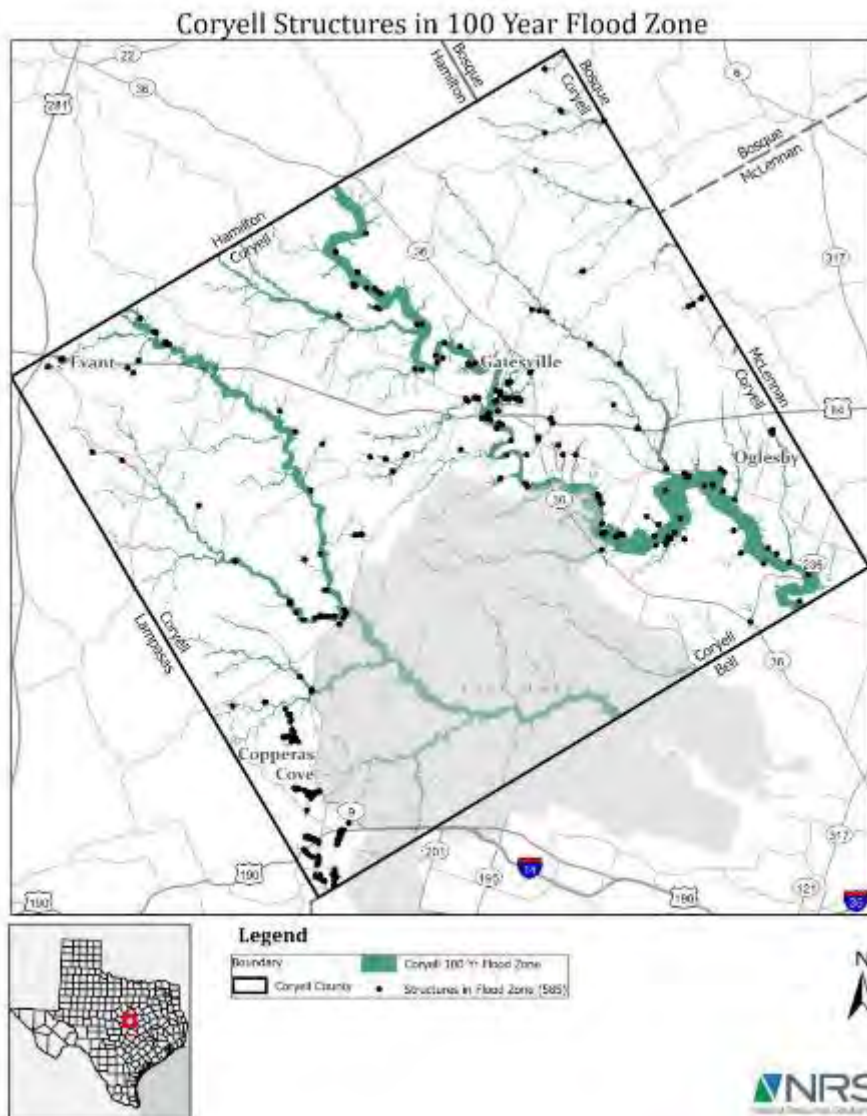 Coryell Structures in 100 Year Flood Zone
22
36
281
Bosque
Hamilton
Bosque
Coryell
6
Bosque
McLennan
Hamilton
Coryell
36
317
Evant
Gatesville
McLennan
Coryell
84
Oglesby
36
236
Coryell
Lampasas
Coryell
Bell
36
Copperas
Cove
9
201
190
190
195
14
190
317
121
35
Legend
Boundary
Coryell County
Coryell 100 Yr Flood Zone
Structures in Flood Zone (585)
N
NRS